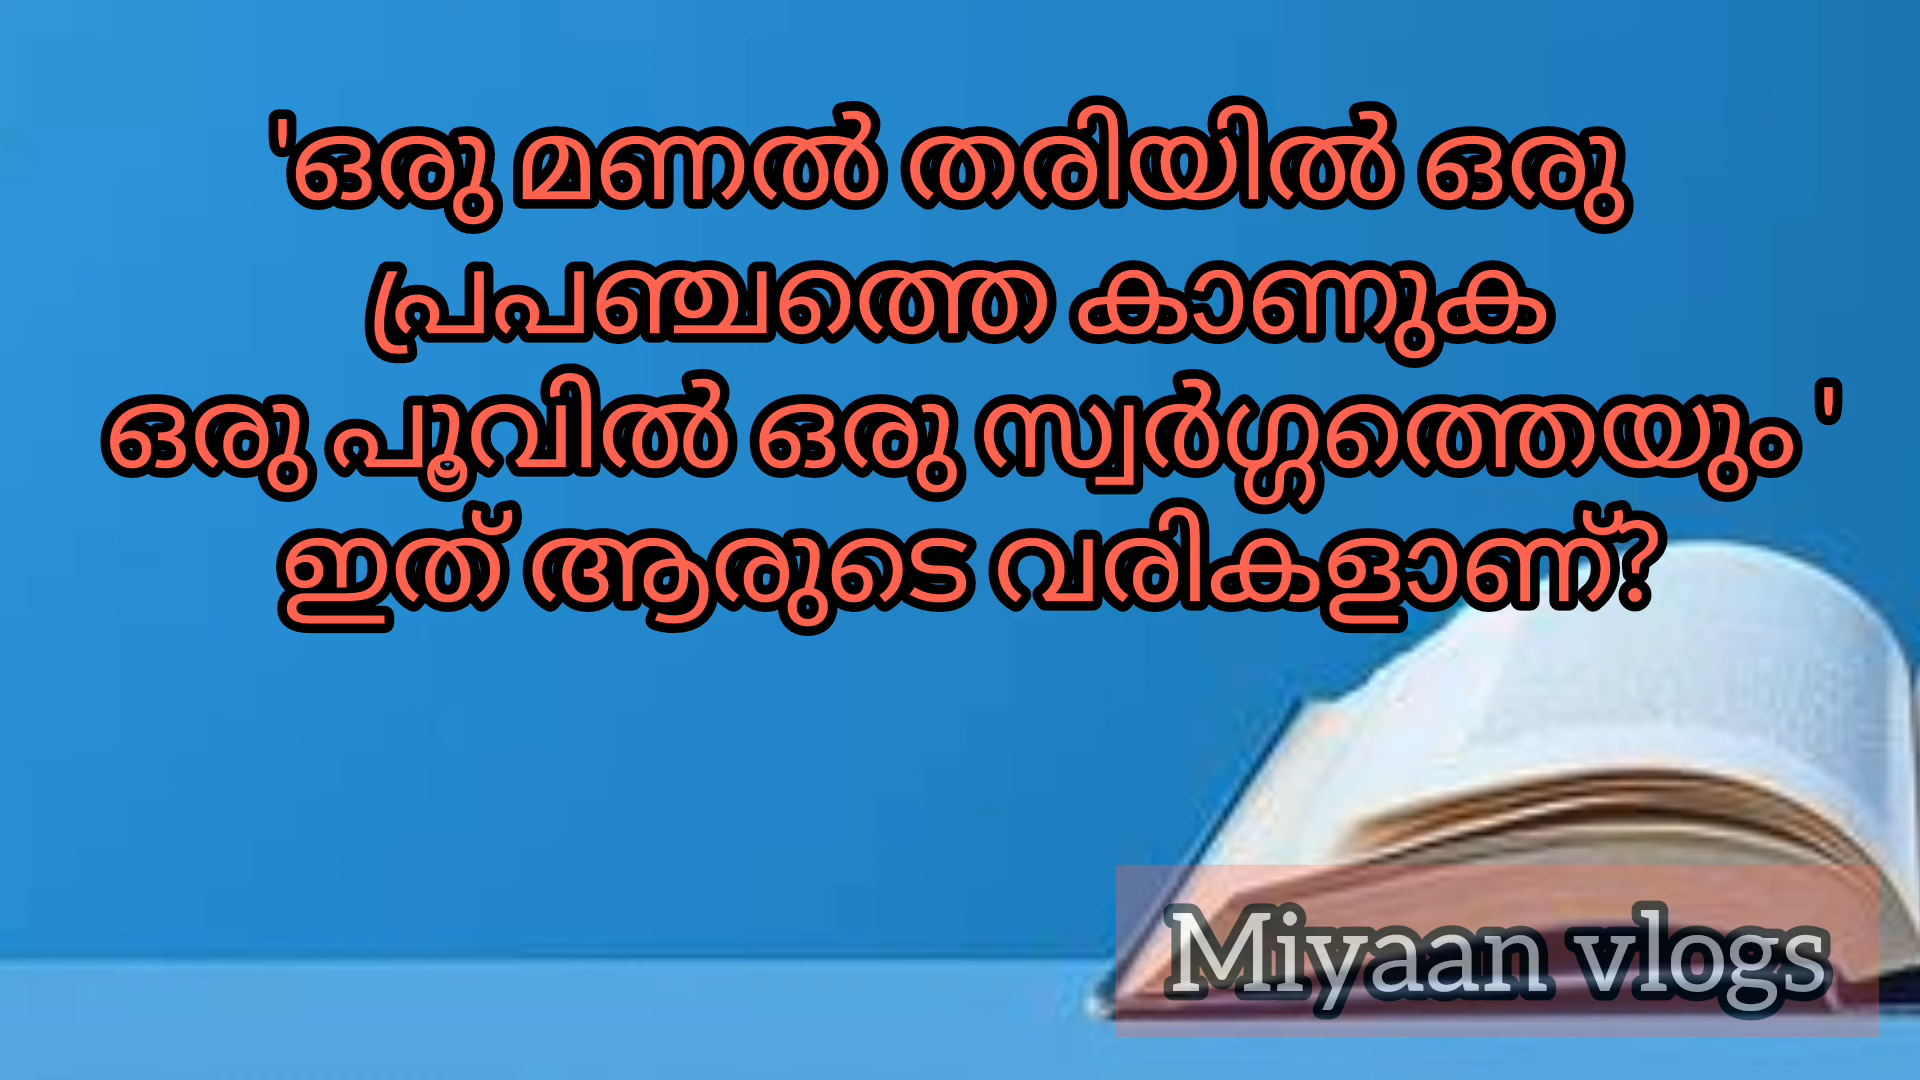 'ഒരു മണൽ തരിയിൽ ഒരു
പ്രപഞ്ചത്തെ കാണുക
ഒരു പൂവിൽ ഒരു സ്വർഗ്ഗത്തെയും '
ഇത് ആരുടെ വരികളാണ്?
Miyaan vlogs